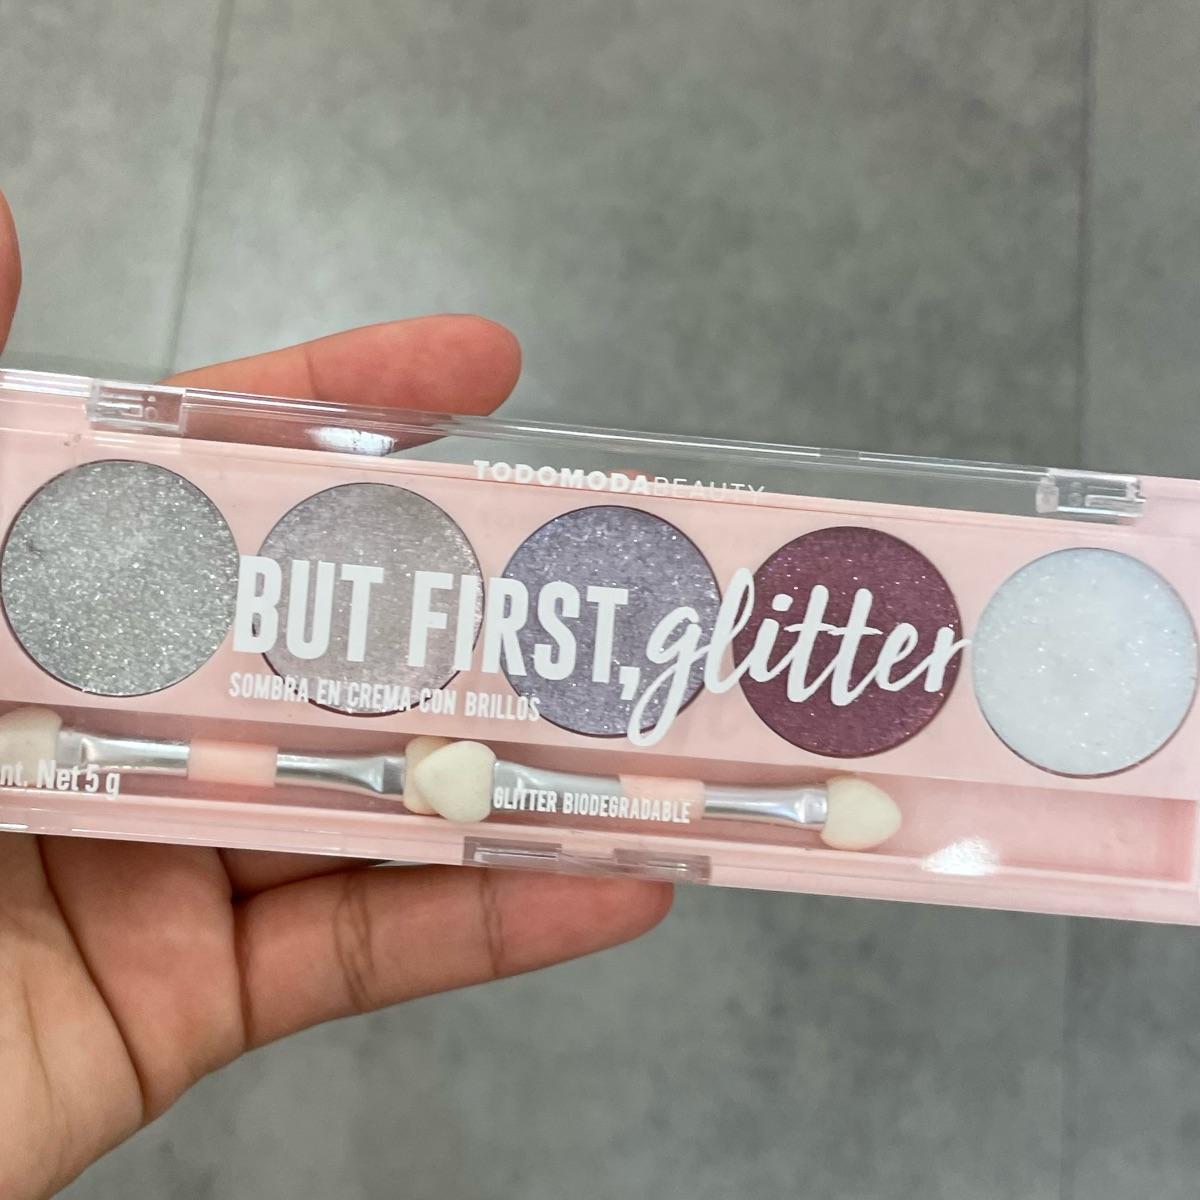 TODOMODABEAUTY
BUT FIRST, glitter
SOMBRA EN CREMA CON BRILLOS
nt. Net 5 g
GLITTER BIODEGRADABLE